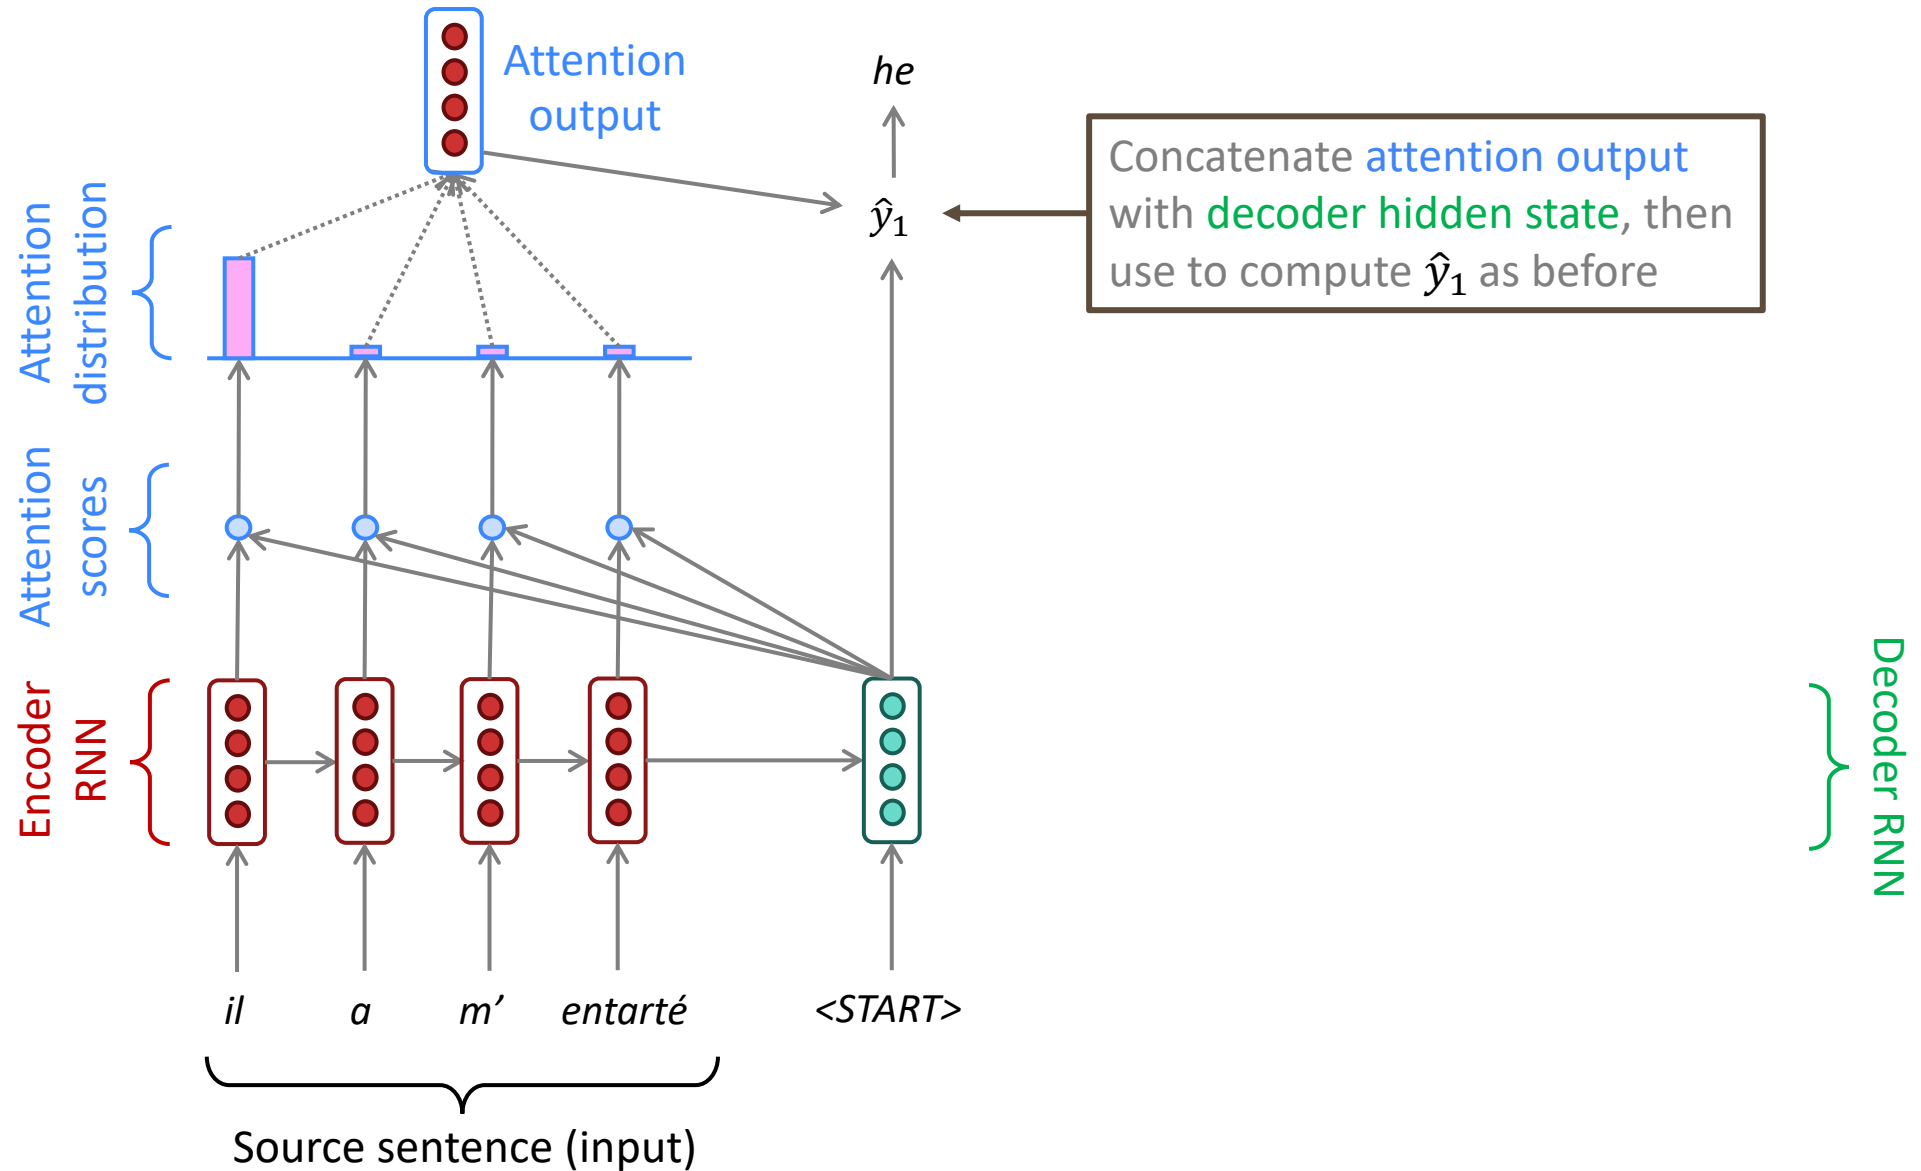 Attention
output
he
Concatenate attention output
with decoder hidden state, then
use to compute ŷ₁ as before
ŷ₁
Attention
distribution
Attention
scores
Encoder
RNN
Decoder RNN
il a m’ entarté <START>
Source sentence (input)